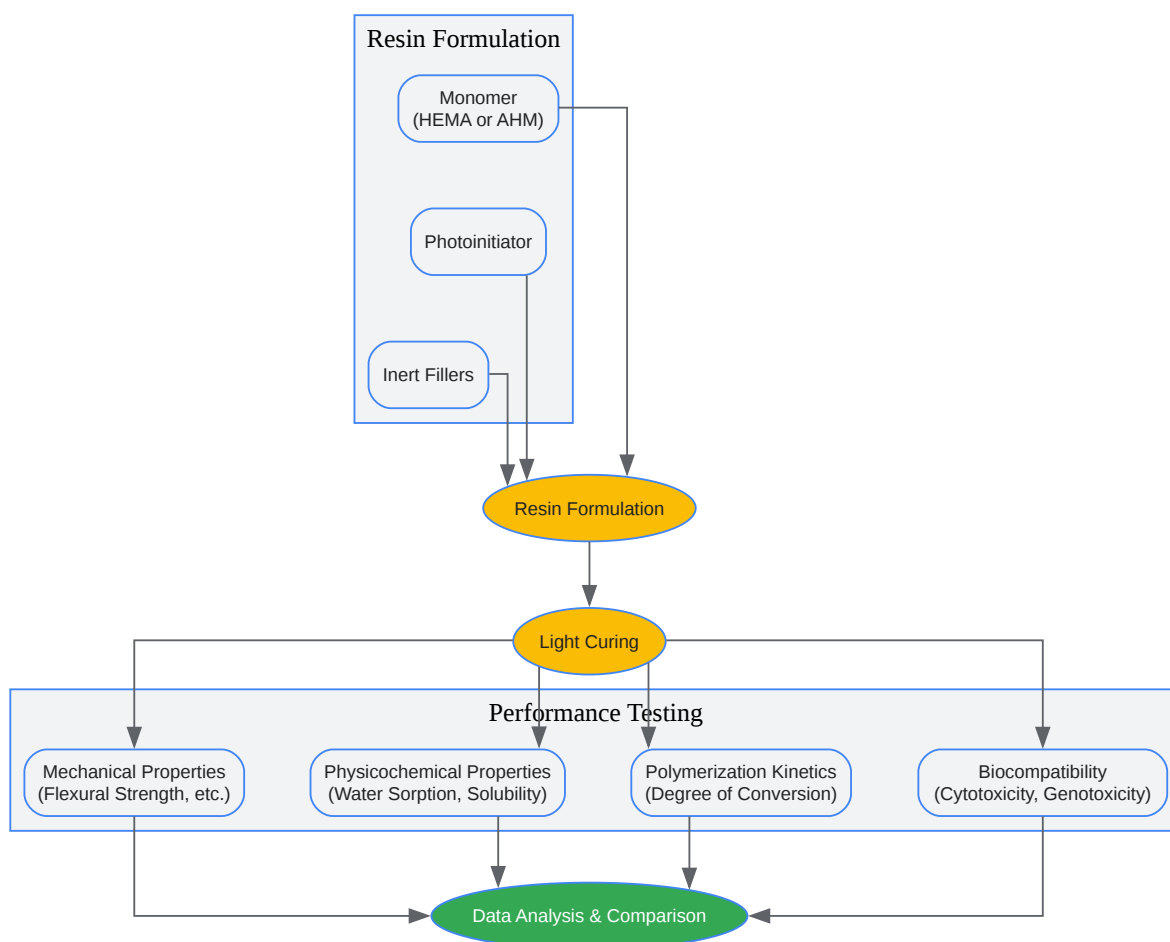 Resin Formulation
Monomer
(HEMA or AHM)
Photoinitiator
Inert Fillers
Resin Formulation
Light Curing
Performance Testing
Mechanical Properties
(Flexural Strength, etc.)
Physicochemical Properties
(Water Sorption, Solubility)
Polymerization Kinetics
(Degree of Conversion)
Biocompatibility
(Cytotoxicity, Genotoxicity)
Data Analysis & Comparison